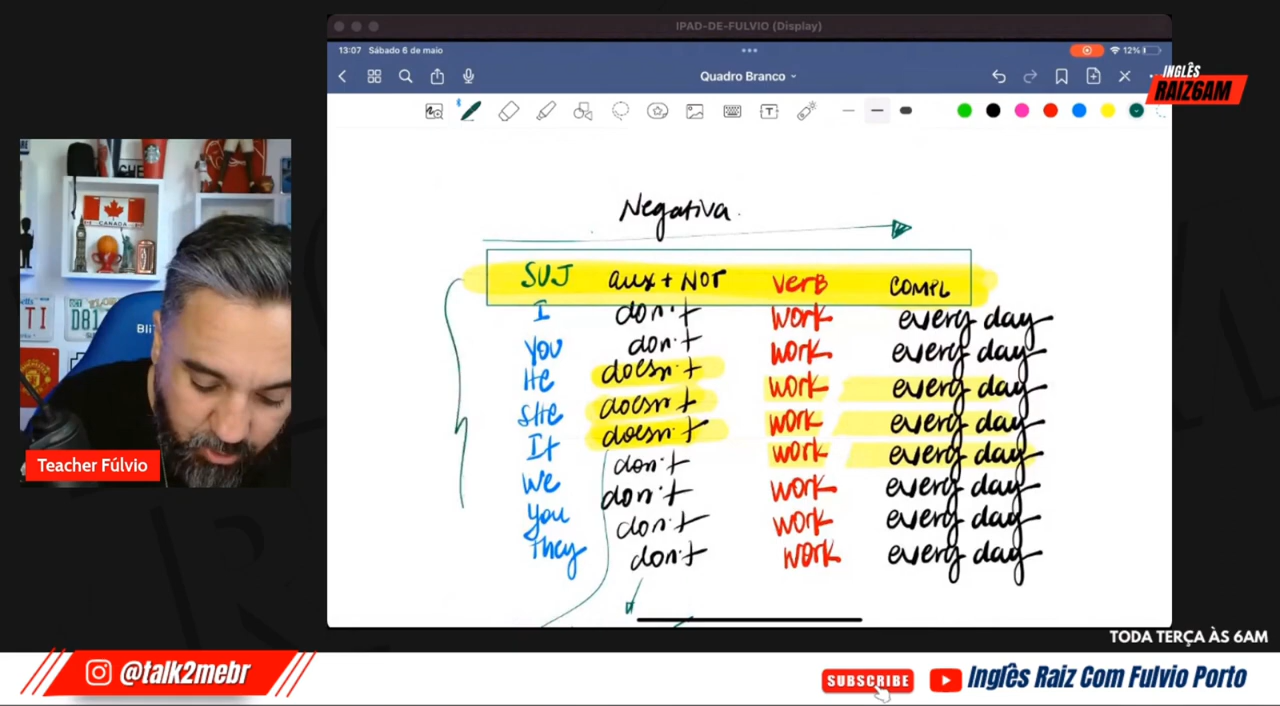 IPAD-DE-FULVIO (Display)
13:07 Sábado 6 de maio
12%
Quadro Branco
INGLÊS
RAIZ6AM
Negativa.
SUJ aux + NOT verb COMPL
I don't work every day
You don't work every day
He doesn't work every day
She doesn't work every day
It doesn't work every day
don't
We don't work every day
You don't work every day
They don't work every day
CANADA
Teacher Fúlvio
TODA TERÇA ÀS 6AM
@talk2mebr
SUBSCRIBE
Inglês Raiz Com Fulvio Porto